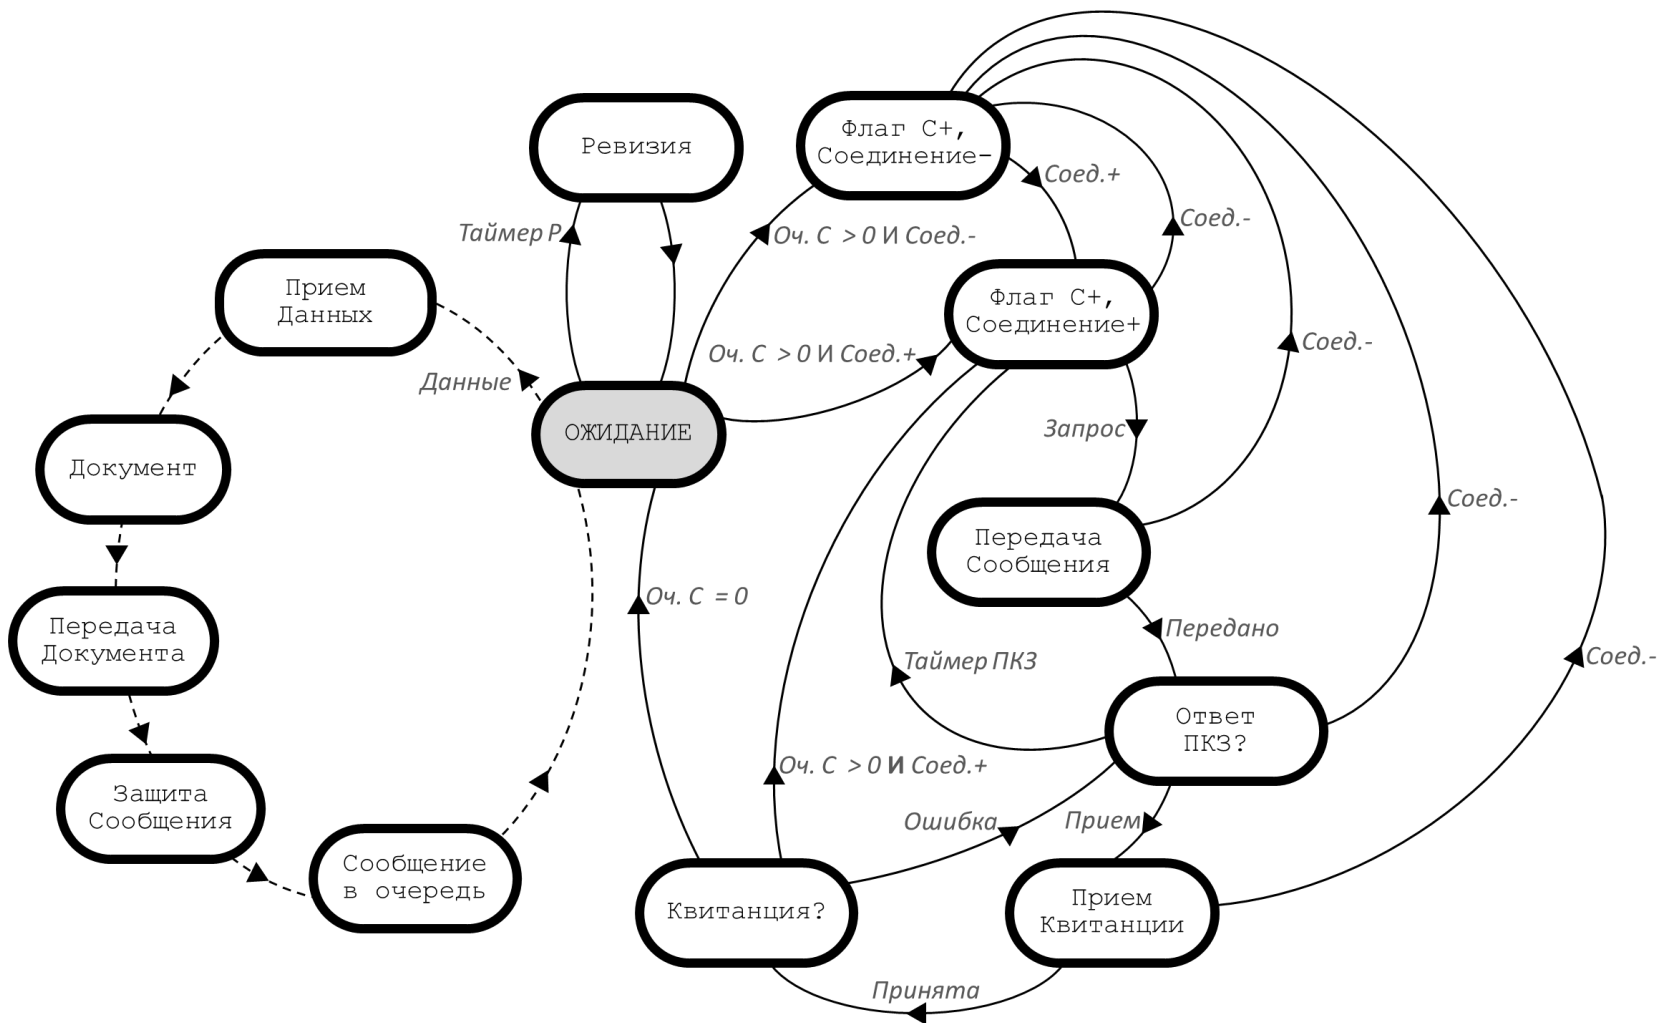 Ревизия
Флаг С+,
Соединение-
Соед.+
Таймер Р
Оч. С > 0 И Соед.-
Соед.-
Прием
Данных
Флаг С+,
Соединение+
Оч. С > 0 И Соед.+
Соед.-
Данные
ОЖИДАНИЕ
Запрос
Документ
Соед.-
Передача
Сообщения
Оч. С = 0
Передача
Документа
Передано
Таймер ПКЗ
Соед.-
Ответ
ПКЗ?
Оч. С > 0 И Соед.+
Защита
Сообщения
Ошибка
Прием
Сообщение
в очередь
Квитанция?
Прием
Квитанции
Принята